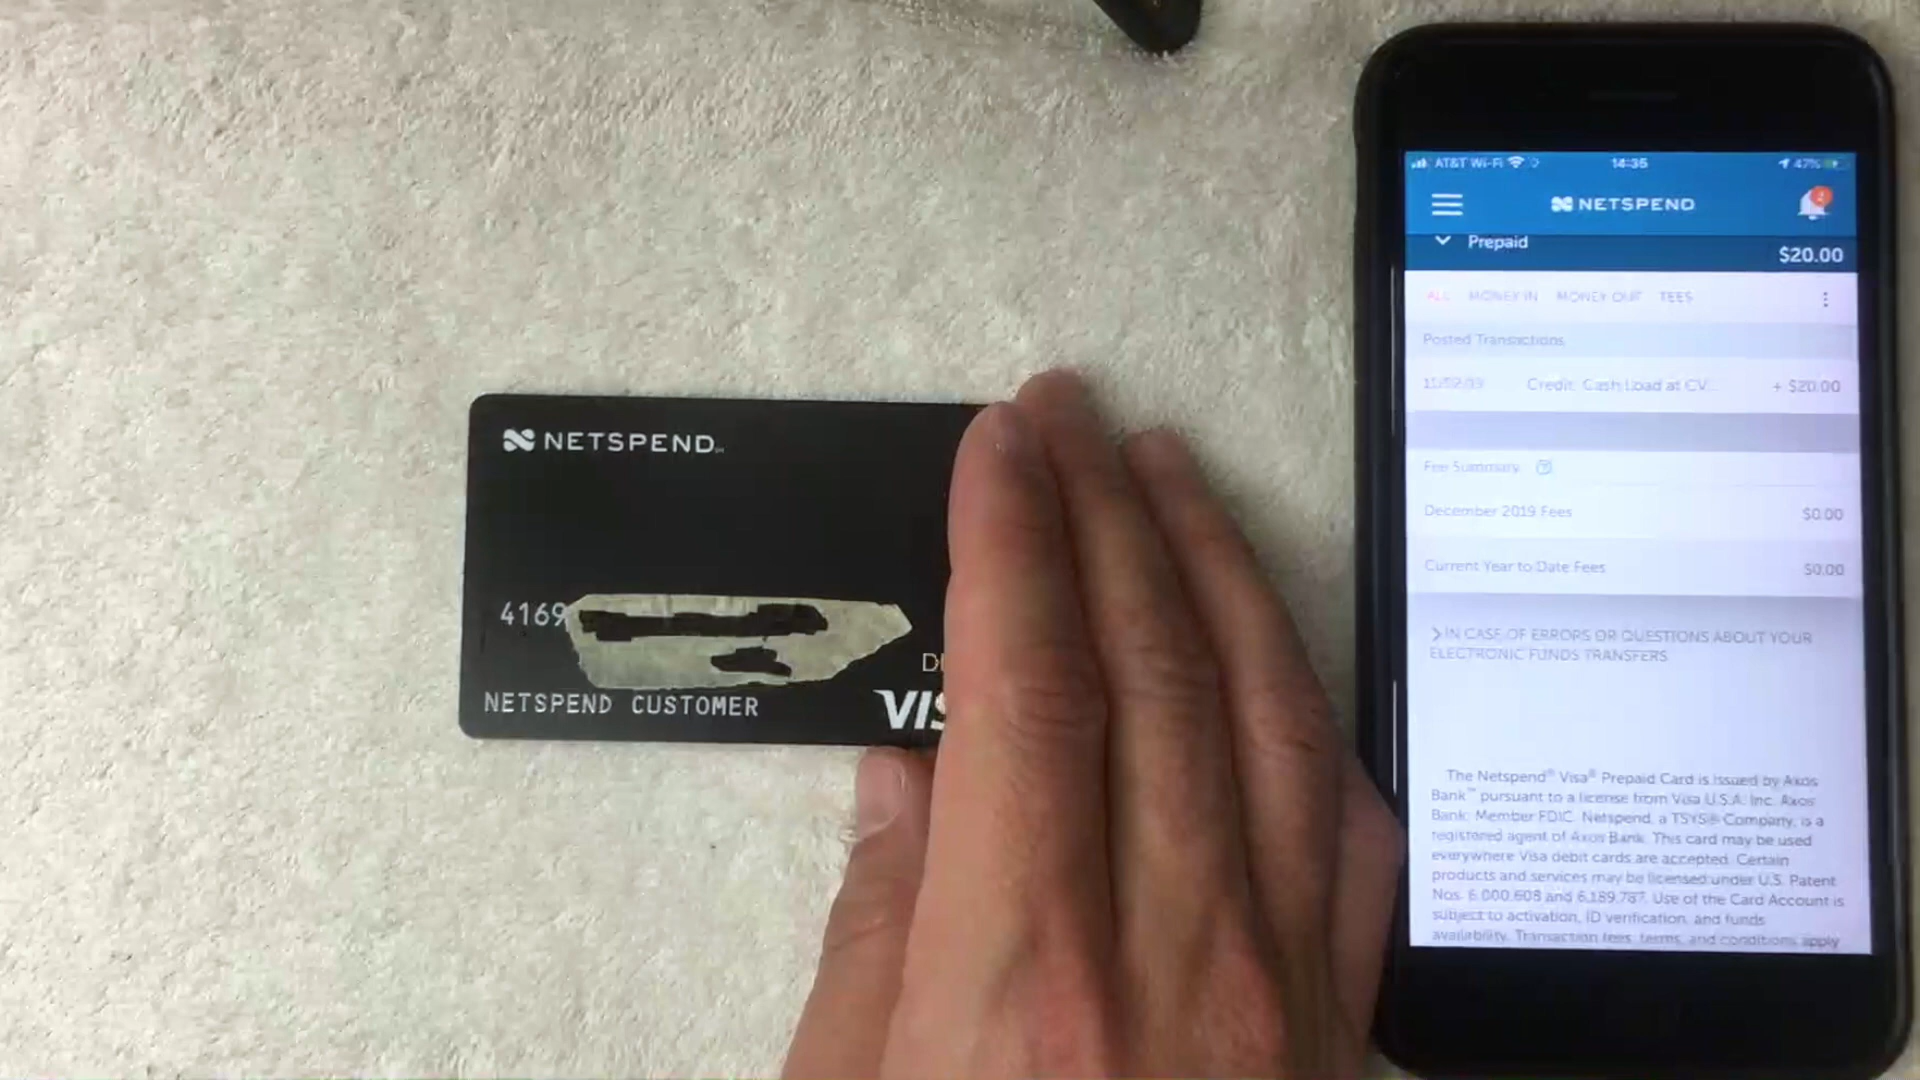 NETSPEND
4169
DE
NETSPEND CUSTOMER
VIS
AT&T Wi-Fi
14:35
47%
NETSPEND
Prepaid
$20.00
ALL MONEY IN MONEY OUT FEES
Posted Transactions
Credit: Cash Load at CV...
+ $20.00
Fee Summary
December 2019 Fees
$0.00
Current Year to Date Fees
$0.00
IN CASE OF ERRORS OR QUESTIONS ABOUT YOUR
ELECTRONIC FUNDS TRANSFERS
The Netspend® Visa® Prepaid Card is issued by Axos
Bank™ pursuant to a license from Visa U.S.A. Inc. Axos
Bank: Member FDIC. Netspend, a TSYS® Company, is a
registered agent of Axos Bank. This card may be used
everywhere Visa debit cards are accepted. Certain
products and services may be licensed under U.S. Patent
Nos. 6,000,608 and 6,189,787. Use of the Card Account is
subject to activation, ID verification, and funds
availability. Transaction fees, terms, and conditions apply